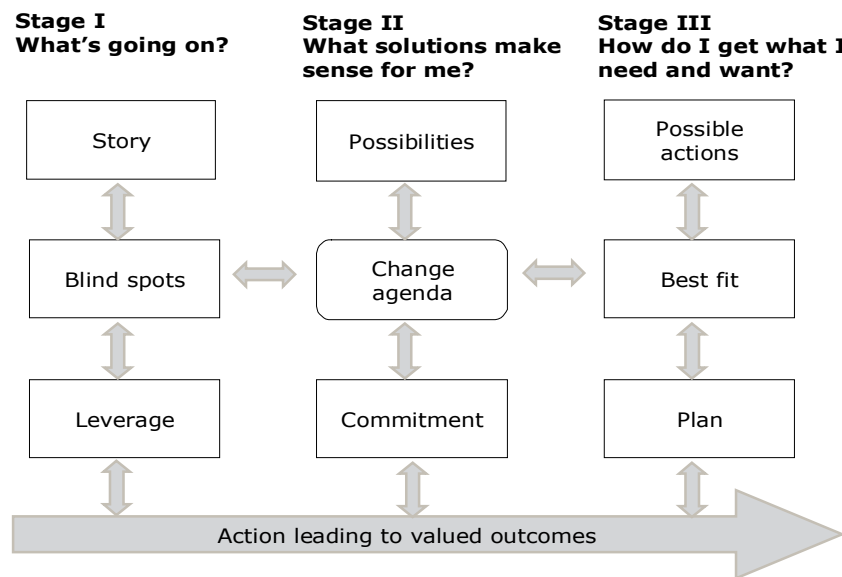 Stage I
What's going on?
Stage II
What solutions make
sense for me?
Stage III
How do I get what I
need and want?
Story
Possibilities
Possible
actions
Blind spots
Change
agenda
Best fit
Leverage
Commitment
Plan
Action leading to valued outcomes